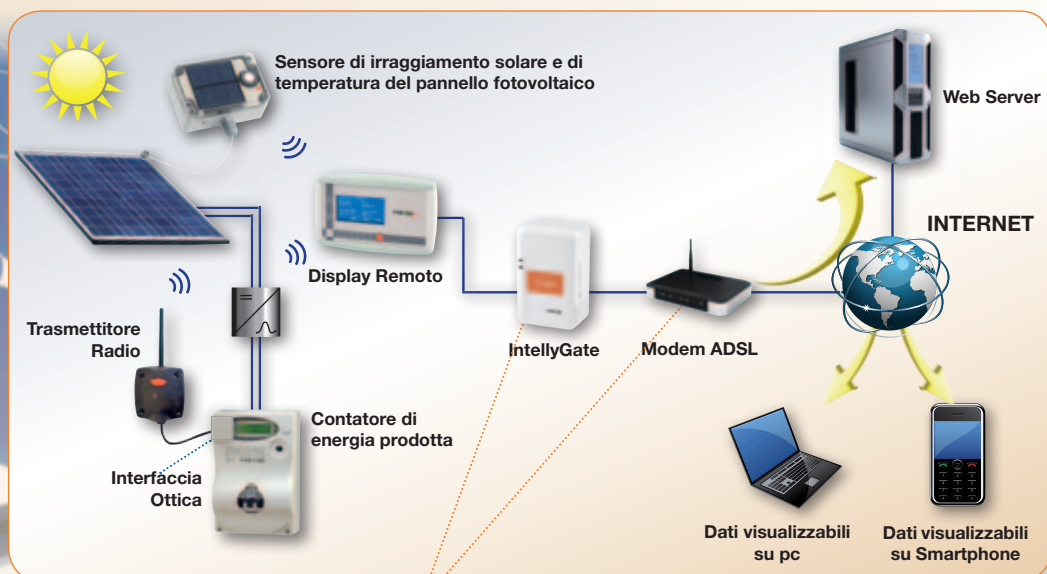 Sensore di irraggiamento solare e di
temperatura del pannello fotovoltaico
Web Server
INTERNET
Display Remoto
Trasmettitore
Radio
IntellyGate
Modem ADSL
Contatore di
energia prodotta
Interfaccia
Ottica
Dati visualizzabili
su pc
Dati visualizzabili
su Smartphone